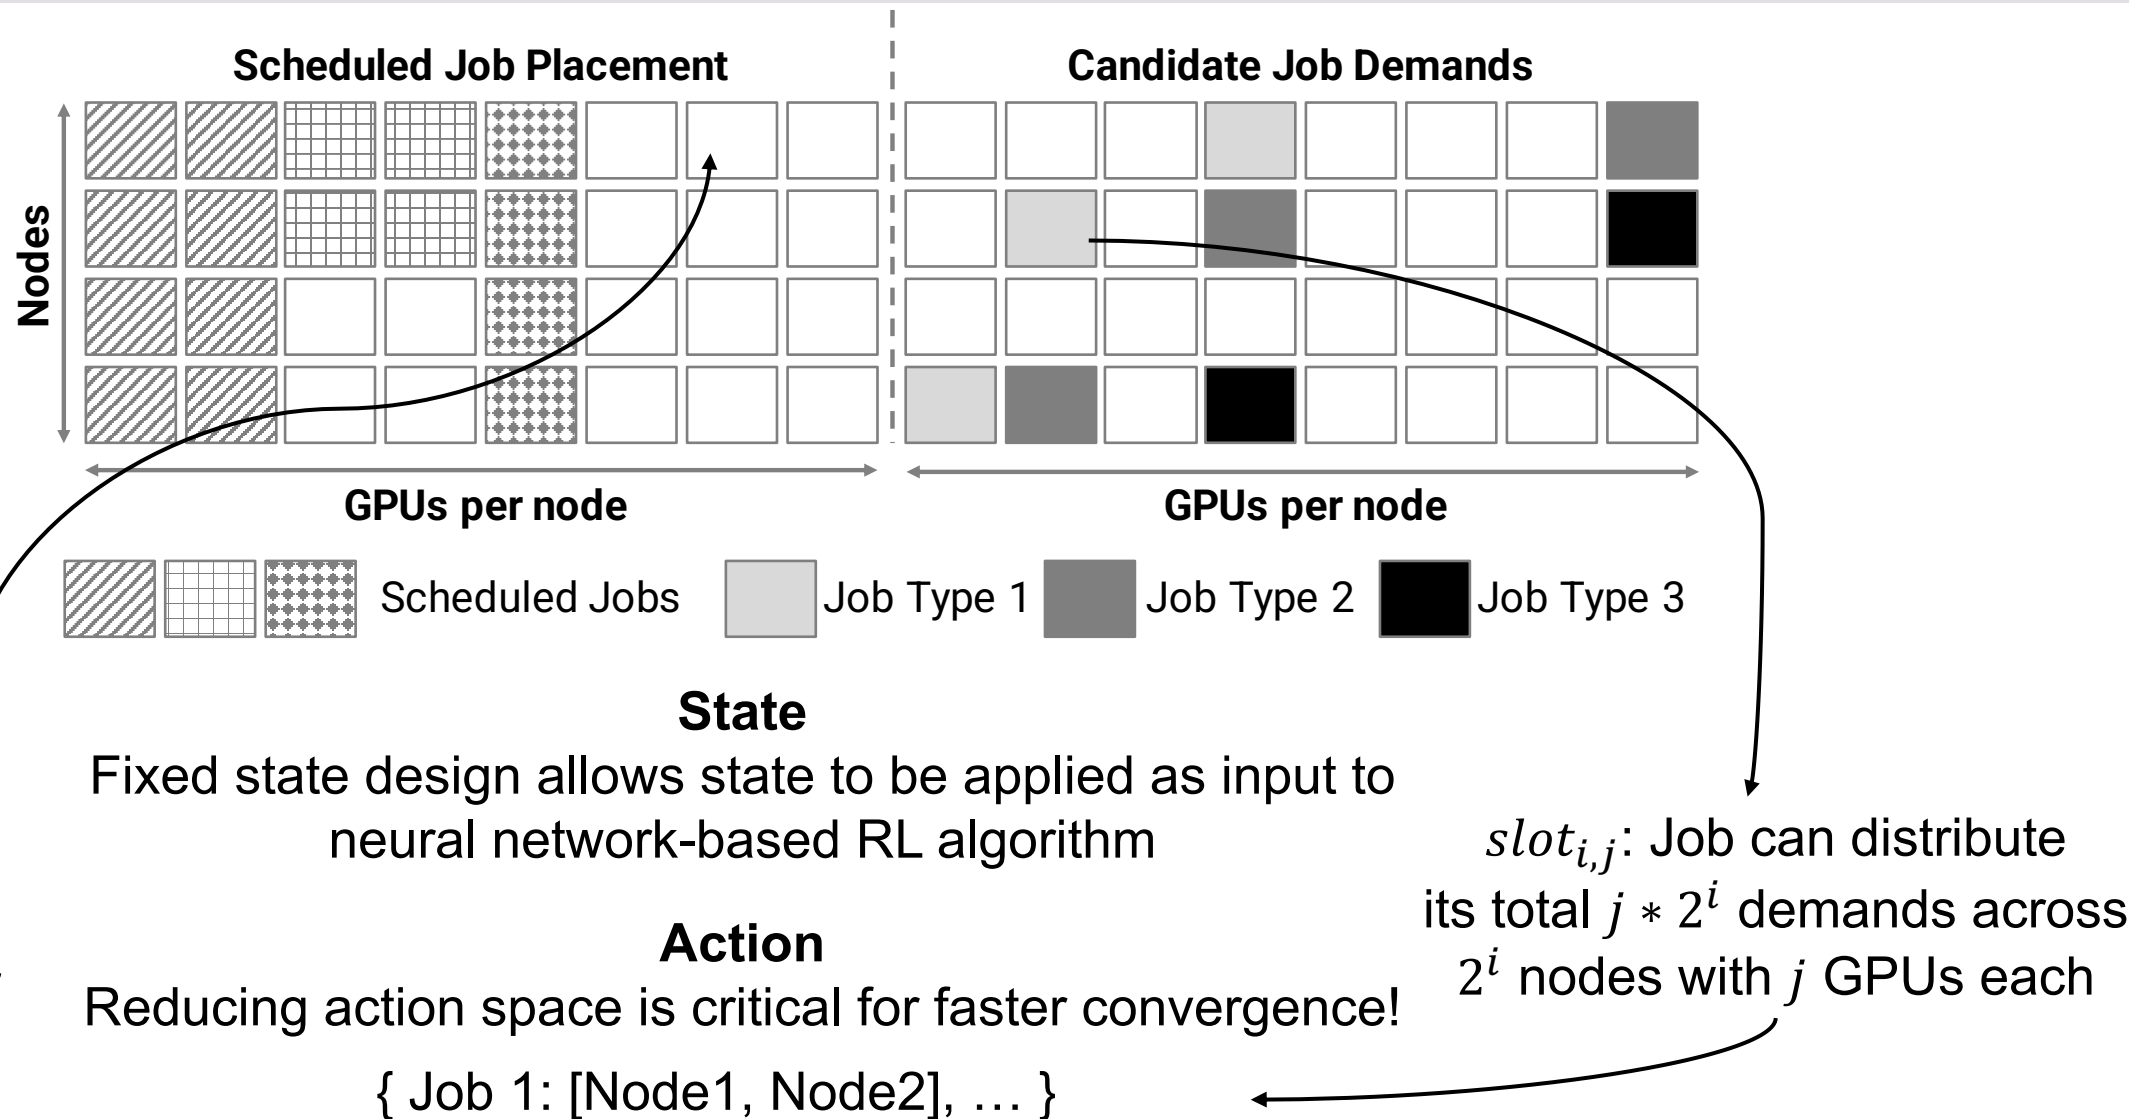 Scheduled Job Placement
Candidate Job Demands
Nodes
GPUs per node
GPUs per node
Scheduled Jobs
Job Type 1
Job Type 2
Job Type 3
State
Fixed state design allows state to be applied as input to
neural network-based RL algorithm
Action
Reducing action space is critical for faster convergence!
{ Job 1: [Node1, Node2], … }
$slot_{i,j}$: Job can distribute
its total $j * 2^i$ demands across
$2^i$ nodes with $j$ GPUs each